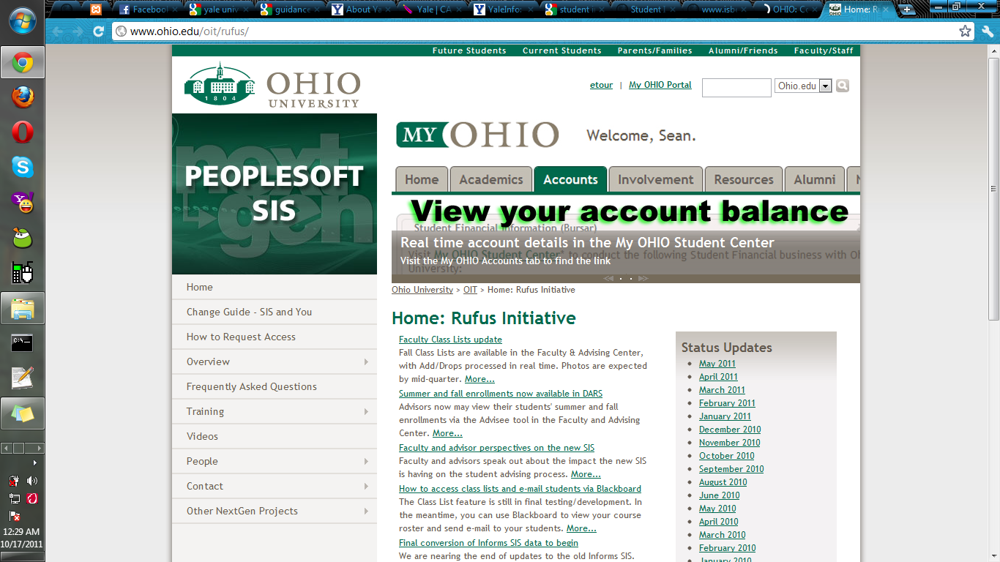 Facebook
yale univ
guidance
About Ya
Yale | CA
YaleInfo:
student i
Student I
www.isbe
OHIO: Co
Home: Ru
www.ohio.edu/oit/rufus/
Future Students Current Students Parents/Families Alumni/Friends Faculty/Staff
1804
OHIO
UNIVERSITY
etour | My OHIO Portal
Ohio.edu
next
gen
PEOPLESOFT
SIS
MY OHIO
Welcome, Sean.
Home Academics Accounts Involvement Resources Alumni
View your account balance
Student Financial Information (Bursar)
Real time account details in the My OHIO Student Center
Visit My OHIO Student Center* to conduct the following Student Financial business with Oh
University:
Visit the My OHIO Accounts tab to find the link
Home
Change Guide - SIS and You
How to Request Access
Overview
Frequently Asked Questions
Training
Videos
People
Contact
Other NextGen Projects
Ohio University > OIT > Home: Rufus Initiative
Home: Rufus Initiative
Faculty Class Lists update
Fall Class Lists are available in the Faculty & Advising Center,
with Add/Drops processed in real time. Photos are expected
by mid-quarter. More...
Summer and fall enrollments now available in DARS
Advisors now may view their students' summer and fall
enrollments via the Advisee tool in the Faculty and Advising
Center. More...
Faculty and advisor perspectives on the new SIS
Faculty and advisors speak out about the impact the new SIS
is having on the student advising process. More...
How to access class lists and e-mail students via Blackboard
The Class List feature is still in final testing/development. In
the meantime, you can use Blackboard to view your course
roster and send e-mail to your students. More...
Final conversion of Informs SIS data to begin
We are nearing the end of updates to the old Informs SIS.
Status Updates
May 2011
April 2011
March 2011
February 2011
January 2011
December 2010
November 2010
October 2010
September 2010
August 2010
June 2010
May 2010
April 2010
March 2010
February 2010
January 2010
12:29 AM
10/17/2011